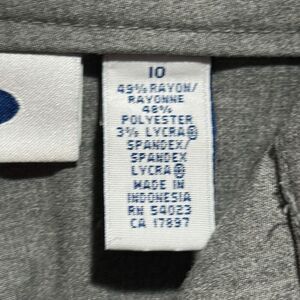 10
49% RAYON/
RAYONNE
48%
POLYESTER
3% LYCRA®
SPANDEX/
SPANDEX
LYCRA®
MADE IN
INDONESIA
RN 54023
CA 17897